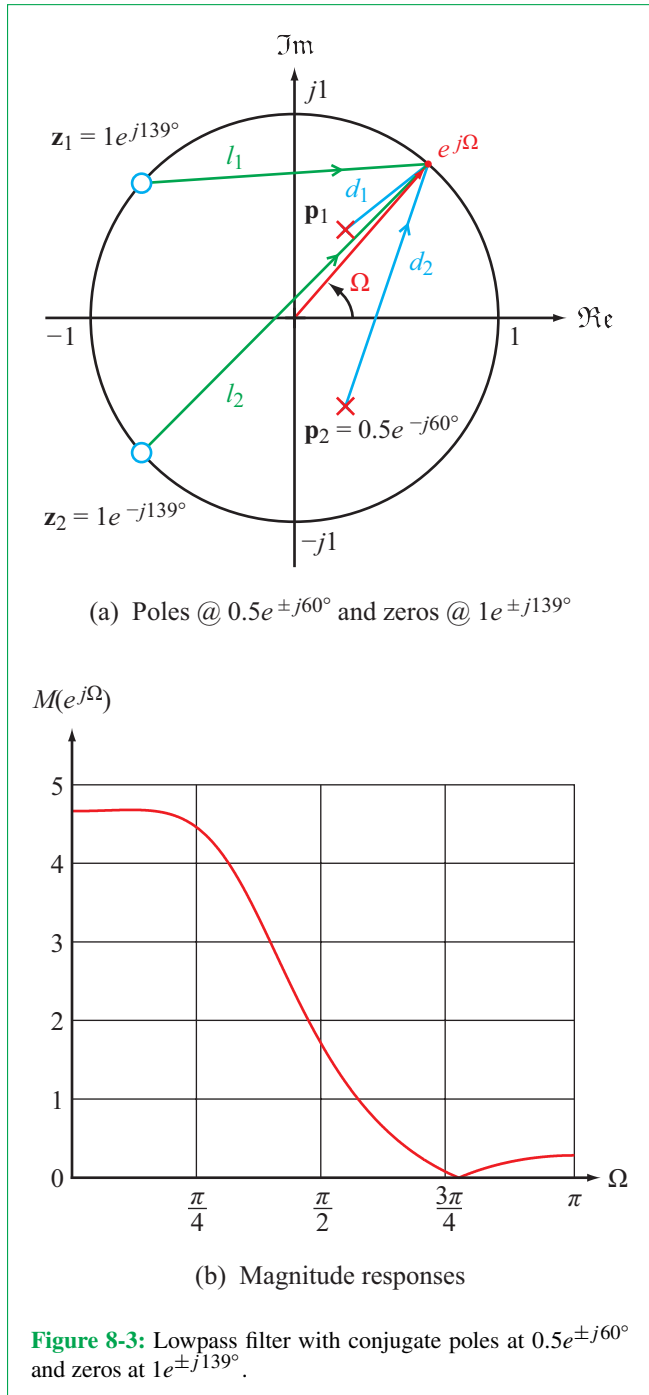 ℑm
j1
z₁ = 1e^{j139°}
l₁
e^{jΩ}
d₁
p₁
d₂
Ω
−1
1
ℜe
l₂
p₂ = 0.5e^{−j60°}
z₂ = 1e^{−j139°}
−j1
(a) Poles @ 0.5e^{±j60°} and zeros @ 1e^{±j139°}
M(e^{jΩ})
5
4
3
2
1
0
π/4
π/2
3π/4
π
Ω
(b) Magnitude responses
Figure 8-3: Lowpass filter with conjugate poles at 0.5e^{±j60°}
and zeros at 1e^{±j139°}.